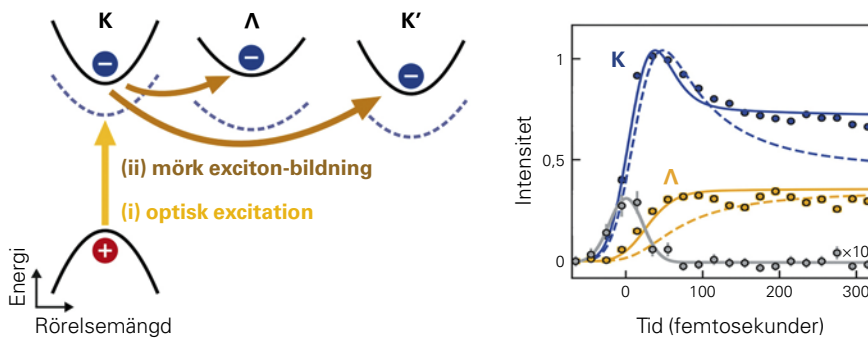 K Λ K′
− − −
(ii) mörk exciton-bildning
(i) optisk excitation
+
Energi
Rörelsemängd
Intensitet
1
0,5
0
K
Λ
×10
0 100 200 300
Tid (femtosekunder)